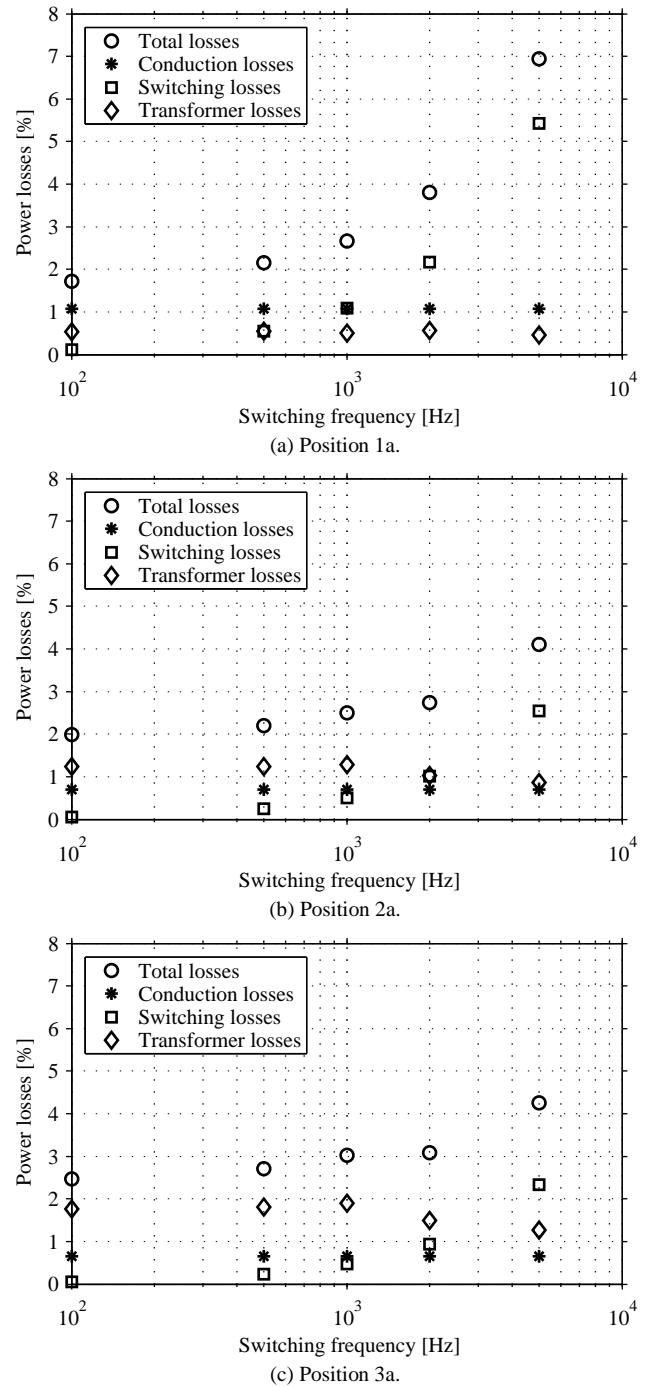 8
7
6
5
4
3
2
1
0
Power losses [%]
Total losses
Conduction losses
Switching losses
Transformer losses
10^2
10^3
10^4
Switching frequency [Hz]
(a) Position 1a.
8
7
6
5
4
3
2
1
0
Power losses [%]
Total losses
Conduction losses
Switching losses
Transformer losses
10^2
10^3
10^4
Switching frequency [Hz]
(b) Position 2a.
8
7
6
5
4
3
2
1
0
Power losses [%]
Total losses
Conduction losses
Switching losses
Transformer losses
10^2
10^3
10^4
Switching frequency [Hz]
(c) Position 3a.